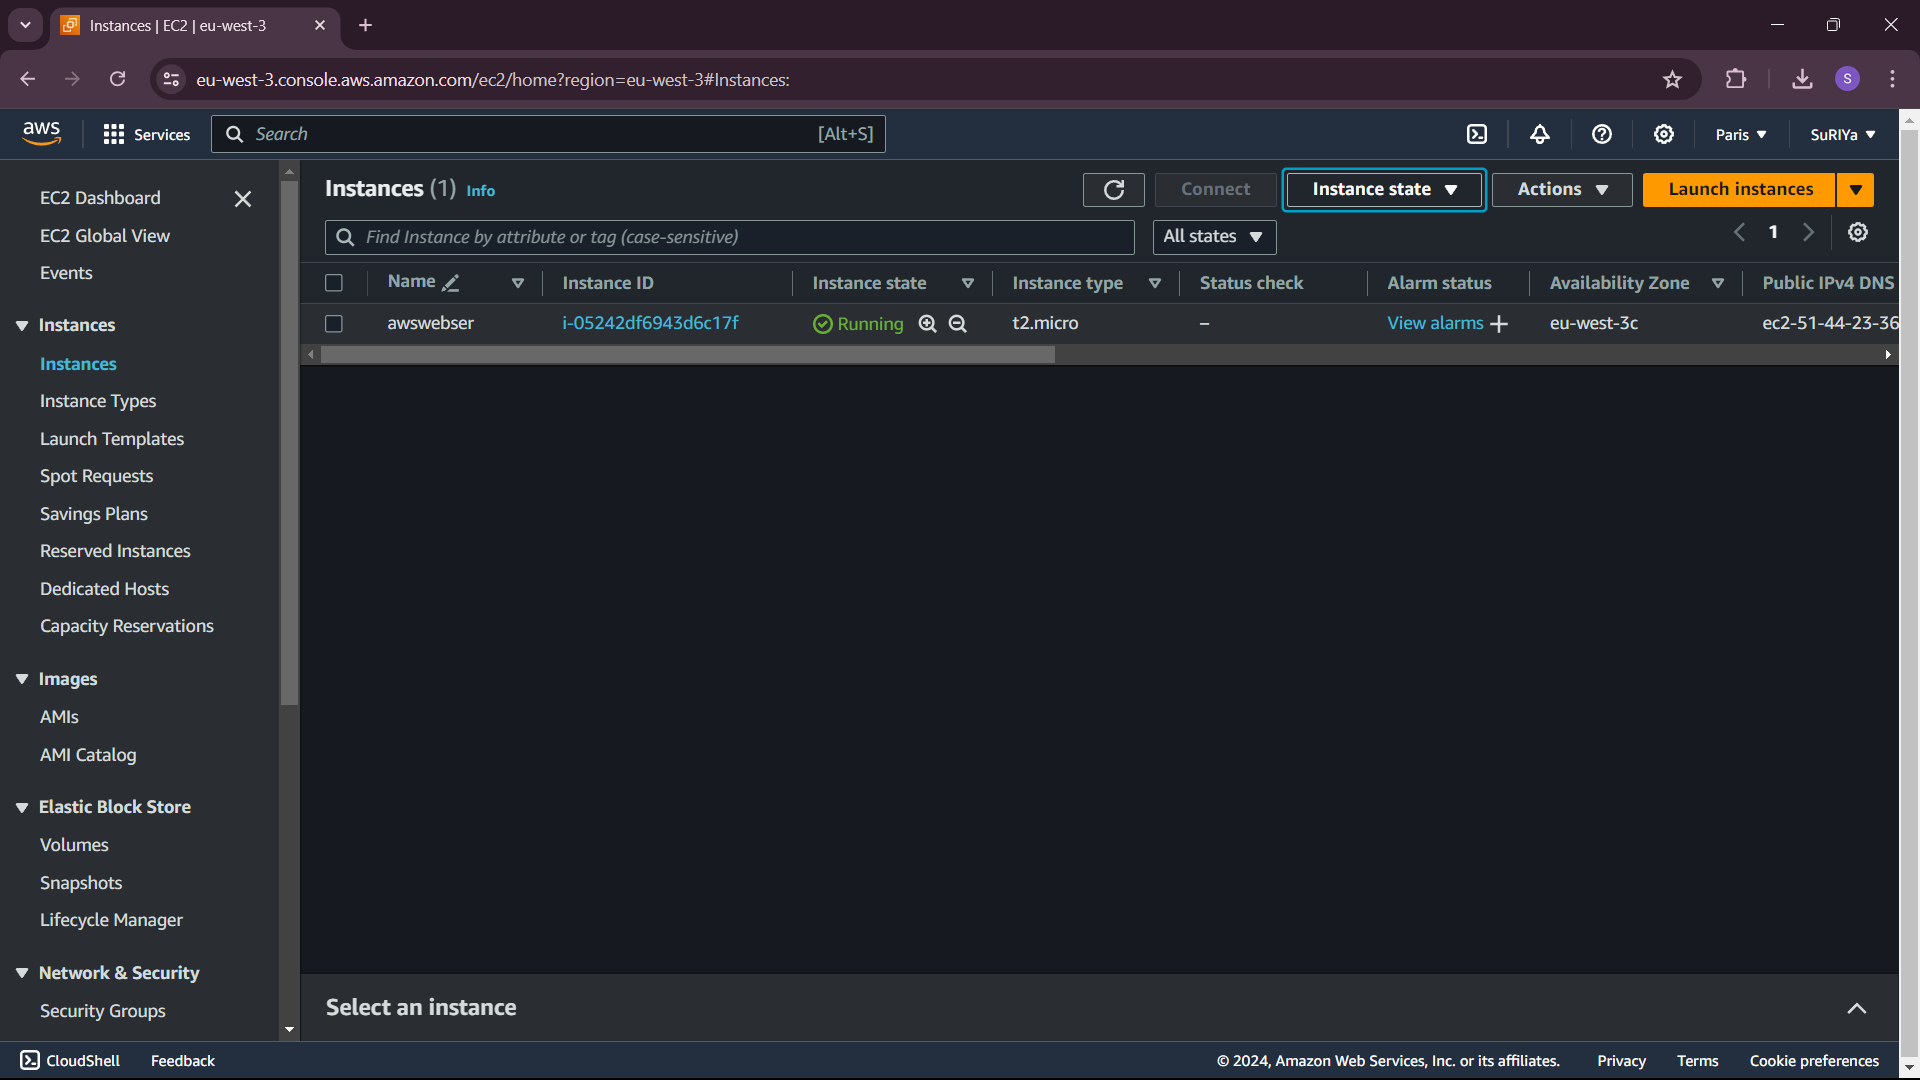 Instances | EC2 | eu-west-3
eu-west-3.console.aws.amazon.com/ec2/home?region=eu-west-3#Instances:
S
aws
Services
Search
[Alt+S]
Paris
SuRIYa
EC2 Dashboard
EC2 Global View
Events
Instances
Instances
Instance Types
Launch Templates
Spot Requests
Savings Plans
Reserved Instances
Dedicated Hosts
Capacity Reservations
Images
AMIs
AMI Catalog
Elastic Block Store
Volumes
Snapshots
Lifecycle Manager
Network & Security
Security Groups
Instances (1) Info
Connect
Instance state
Actions
Launch instances
Find Instance by attribute or tag (case-sensitive)
All states
1
Name Instance ID Instance state Instance type Status check Alarm status Availability Zone Public IPv4 DNS
awswebser i-05242df6943d6c17f Running t2.micro – View alarms + eu-west-3c ec2-51-44-23-36
Select an instance
CloudShell Feedback © 2024, Amazon Web Services, Inc. or its affiliates. Privacy Terms Cookie preferences